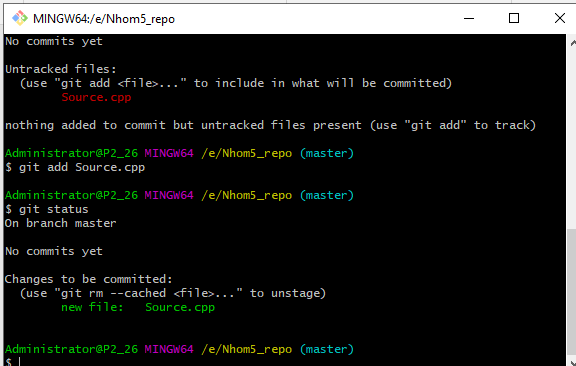 MINGW64:/e/Nhom5_repo
No commits yet
Untracked files:
(use "git add <file>..." to include in what will be committed)
Source.cpp
nothing added to commit but untracked files present (use "git add" to track)
Administrator@P2_26 MINGW64 /e/Nhom5_repo (master)
$ git add Source.cpp
Administrator@P2_26 MINGW64 /e/Nhom5_repo (master)
$ git status
On branch master
No commits yet
Changes to be committed:
(use "git rm --cached <file>..." to unstage)
new file:   Source.cpp
Administrator@P2_26 MINGW64 /e/Nhom5_repo (master)
$